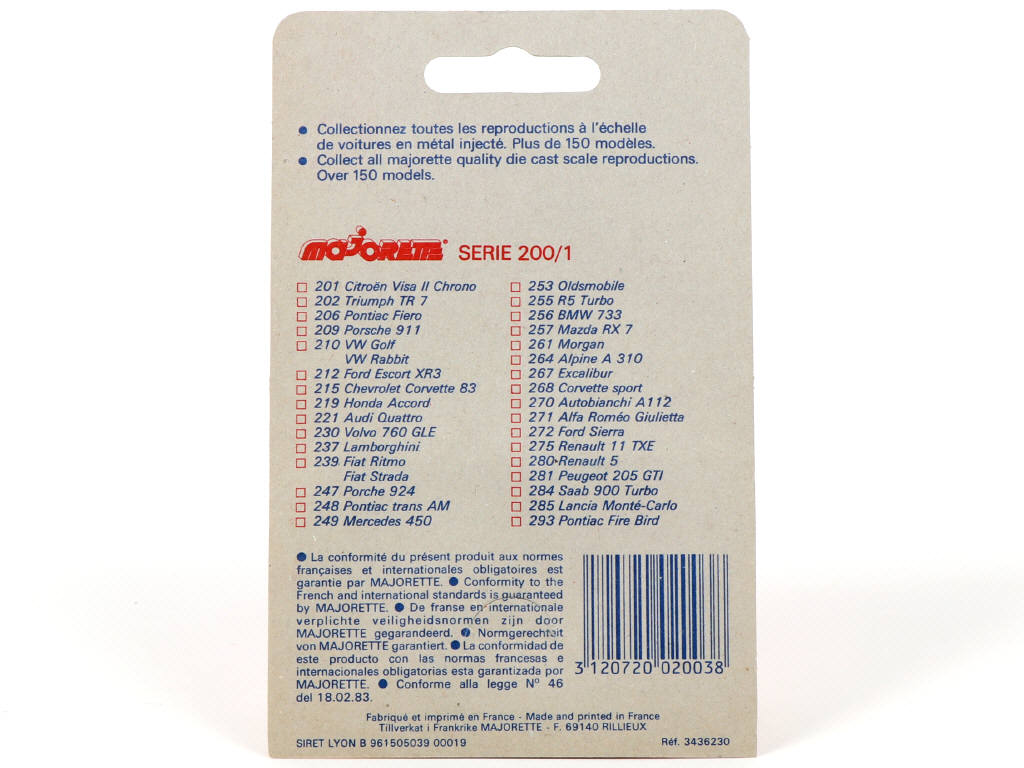 • Collectionnez toutes les reproductions à l'échelle
de voitures en métal injecté. Plus de 150 modèles.
• Collect all majorette quality die cast scale reproductions.
Over 150 models.
MAJORETTE SERIE 200/1
201 Citroën Visa II Chrono
202 Triumph TR 7
206 Pontiac Fiero
209 Porsche 911
210 VW Golf
VW Rabbit
212 Ford Escort XR3
215 Chevrolet Corvette 83
219 Honda Accord
221 Audi Quattro
230 Volvo 760 GLE
237 Lamborghini
239 Fiat Ritmo
Fiat Strada
247 Porche 924
248 Pontiac trans AM
249 Mercedes 450
253 Oldsmobile
255 R5 Turbo
256 BMW 733
257 Mazda RX 7
261 Morgan
264 Alpine A 310
267 Excalibur
268 Corvette sport
270 Autobianchi A112
271 Alfa Roméo Giulietta
272 Ford Sierra
275 Renault 11 TXE
280 Renault 5
281 Peugeot 205 GTI
284 Saab 900 Turbo
285 Lancia Monté-Carlo
293 Pontiac Fire Bird
• La conformité du présent produit aux normes
françaises et internationales obligatoires est
garantie par MAJORETTE. • Conformity to the
French and international standards is guaranteed
by MAJORETTE. • De franse en internationale
verplichte veiligheidsnormen zijn door
MAJORETTE gegarandeerd. • Normgerechtait
von MAJORETTE garantiert. • La conformidad de
este producto con las normas francesas e
internacionales obligatorias esta garantizada por
MAJORETTE. • Conforme alla legge N° 46
del 18.02.83.
3 120720 020038
Fabriqué et imprimé en France - Made and printed in France
Tillverkat i Frankrike MAJORETTE - F. 69140 RILLIEUX
SIRET LYON B 961505039 00019
Réf. 3436230